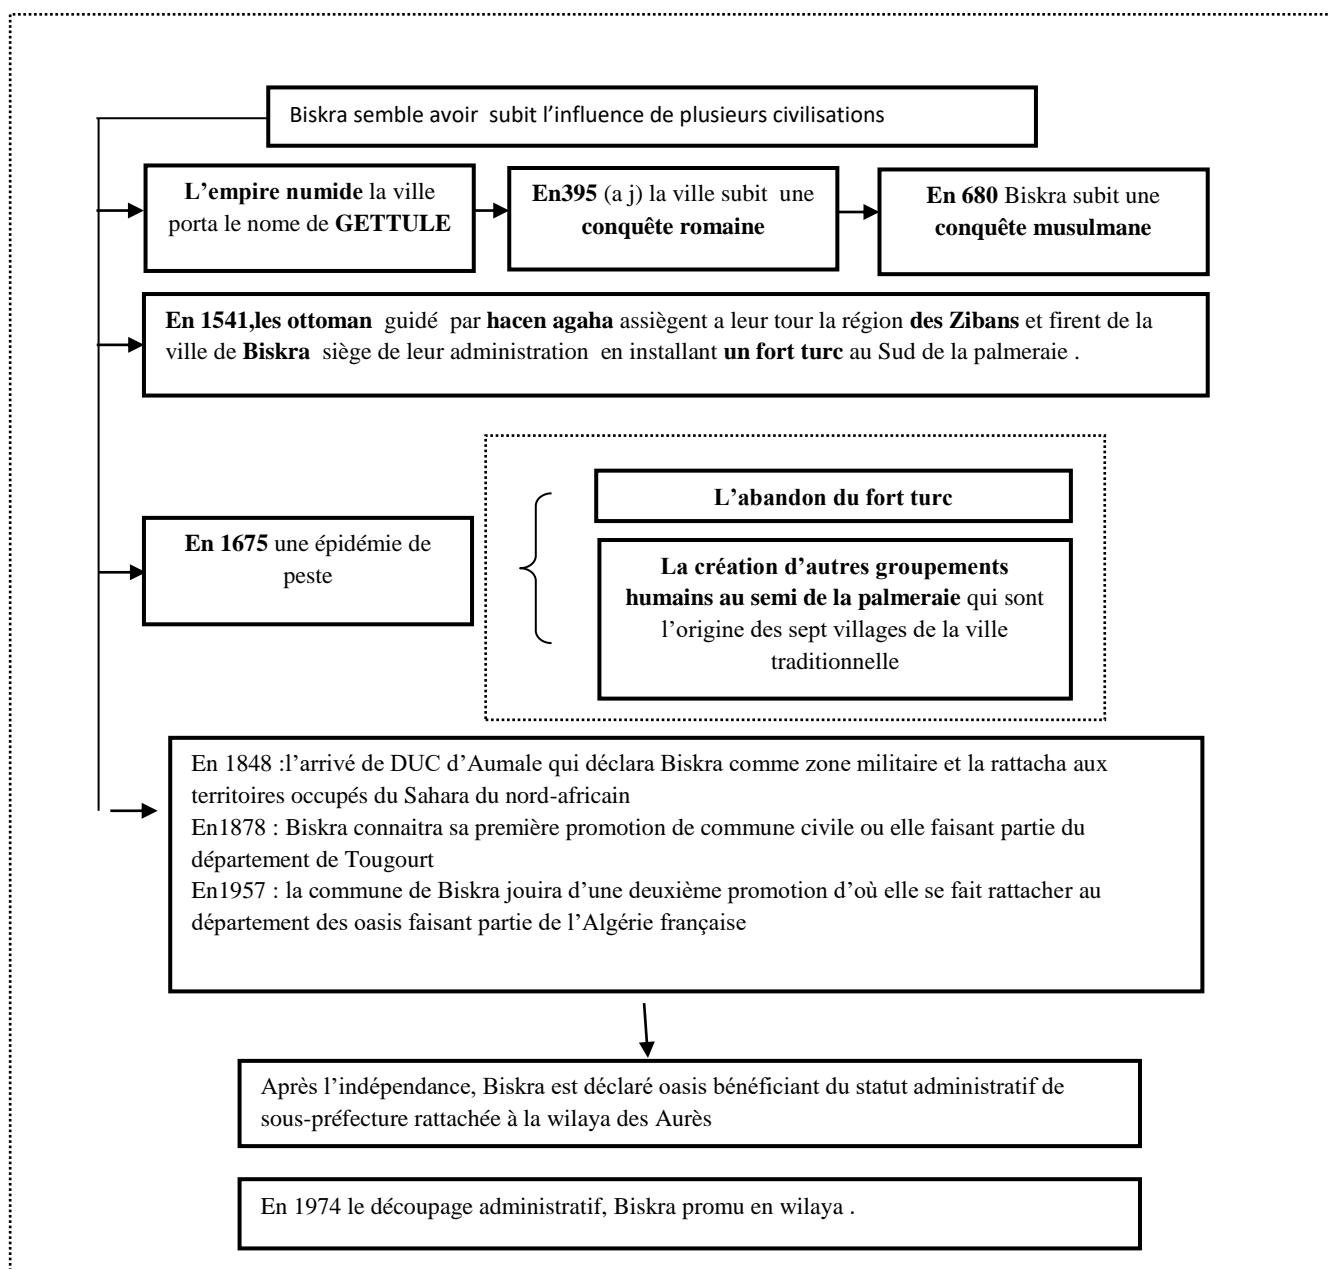 Biskra semble avoir  subit l’influence de plusieurs civilisations
L’empire numide la ville
porta le nome de GETTULE
En395 (a j) la ville subit  une
conquête romaine
En 680 Biskra subit une
conquête musulmane
En 1541,les ottoman  guidé  par hacen agaha assiègent a leur tour la région des Zibans et firent de la
ville de Biskra  siège de leur administration  en installant un fort turc au Sud de la palmeraie .
En 1675 une épidémie de
peste
L’abandon du fort turc
La création d’autres groupements
humains au semi de la palmeraie qui sont
l’origine des sept villages de la ville
traditionnelle
En 1848 :l’arrivé de DUC d’Aumale qui déclara Biskra comme zone militaire et la rattacha aux
territoires occupés du Sahara du nord-africain
En1878 : Biskra connaitra sa première promotion de commune civile ou elle faisant partie du
département de Tougourt
En1957 : la commune de Biskra jouira d’une deuxième promotion d’où elle se fait rattacher au
département des oasis faisant partie de l’Algérie française
Après l’indépendance, Biskra est déclaré oasis bénéficiant du statut administratif de
sous-préfecture rattachée à la wilaya des Aurès
En 1974 le découpage administratif, Biskra promu en wilaya .